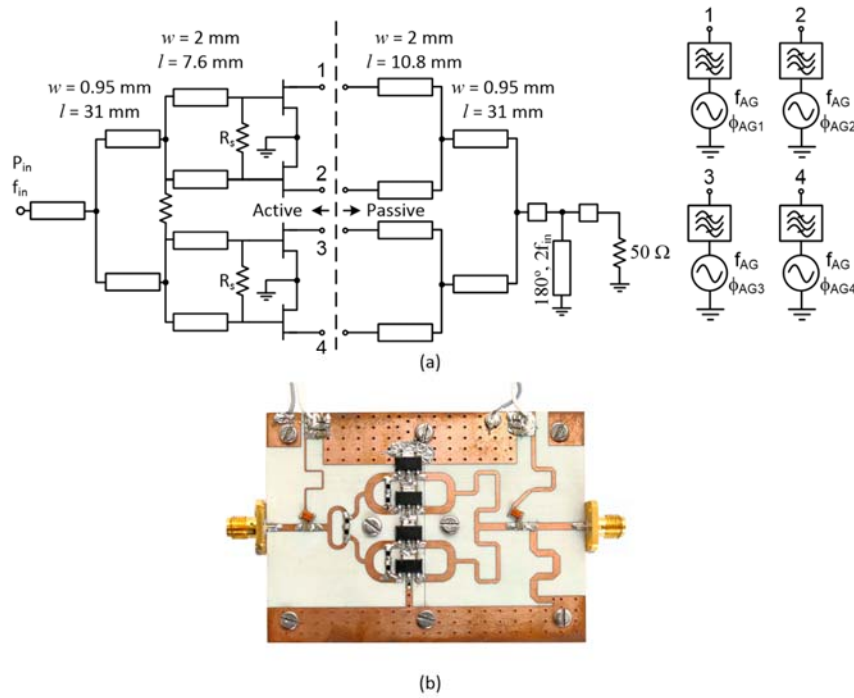 w = 2 mm
l = 7.6 mm
w = 0.95 mm
l = 31 mm
P_in
f_in
R_s
R_s
1
2
3
4
Active
Passive
w = 2 mm
l = 10.8 mm
w = 0.95 mm
l = 31 mm
180º, 2f_in
50 Ω
1
f_AG
ϕ_AG1
2
f_AG
ϕ_AG2
3
f_AG
ϕ_AG3
4
f_AG
ϕ_AG4
(a)
(b)